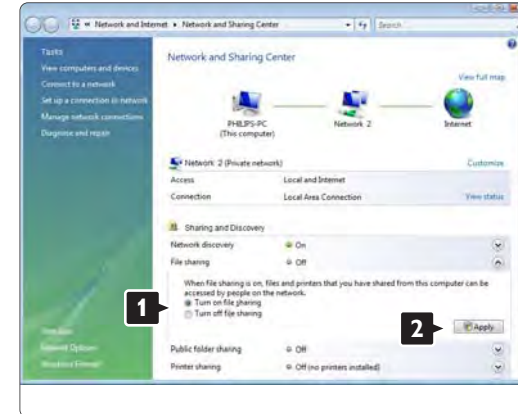 Network and Internet ▸ Network and Sharing Center
Search
Tasks
View computers and devices
Connect to a network
Set up a connection or network
Manage network connections
Diagnose and repair
Network and Sharing Center
View full map
PHILIPS-PC
(This computer)
Network 2
Internet
Network 2 (Private network)
Customize
Access Local and Internet
Connection Local Area Connection View status
Sharing and Discovery
Network discovery On
File sharing Off
When file sharing is on, files and printers that you have shared from this computer can be
accessed by people on the network.
1
Turn on file sharing
Turn off file sharing
2
Apply
Public folder sharing Off
Printer sharing Off (no printers installed)